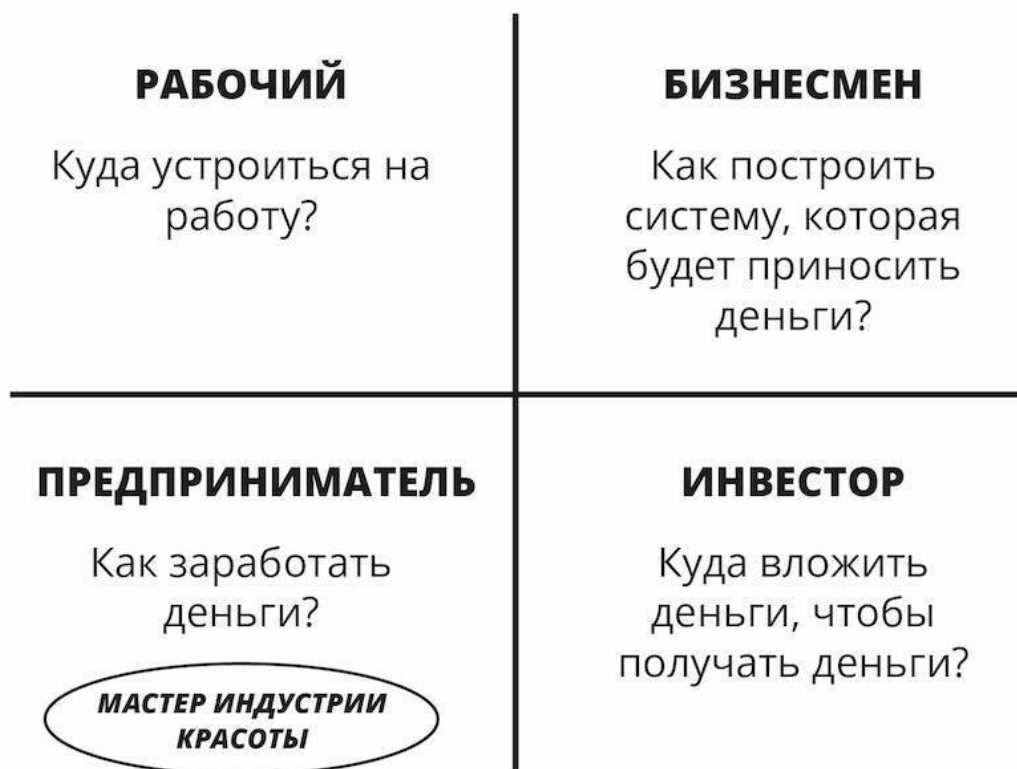 РАБОЧИЙ
Куда устроиться на
работу?
БИЗНЕСМЕН
Как построить
систему, которая
будет приносить
деньги?
ПРЕДПРИНИМАТЕЛЬ
Как заработать
деньги?
МАСТЕР ИНДУСТРИИ
КРАСОТЫ
ИНВЕСТОР
Куда вложить
деньги, чтобы
получать деньги?